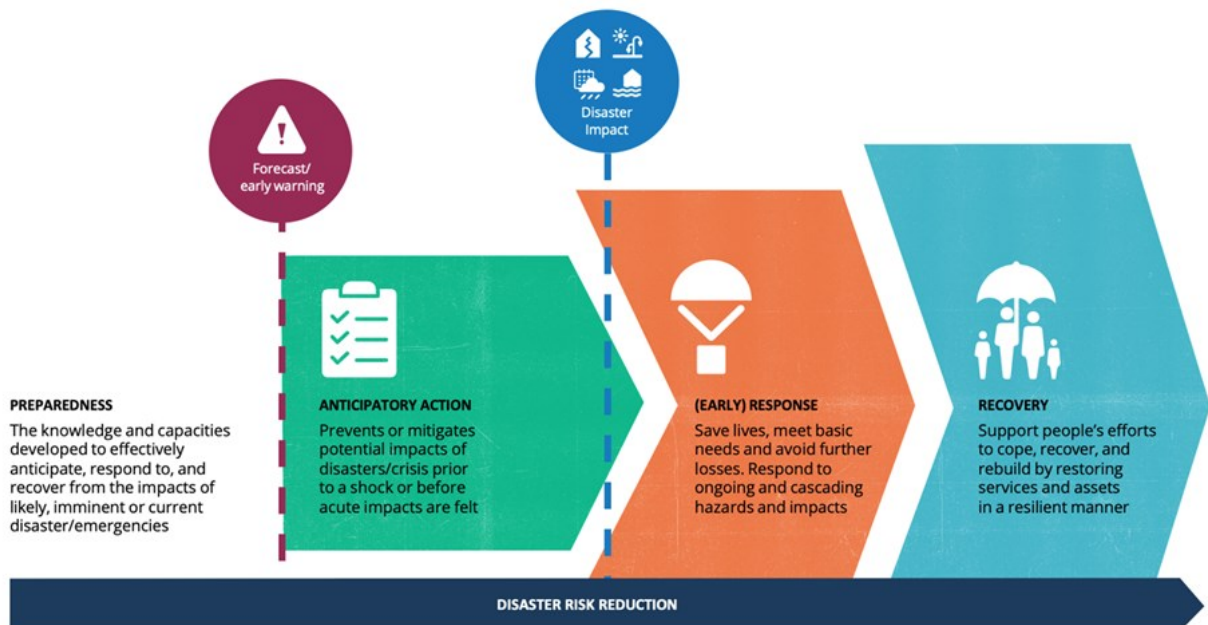 Forecast/
early warning
Disaster
Impact
PREPAREDNESS
The knowledge and capacities
developed to effectively
anticipate, respond to, and
recover from the impacts of
likely, imminent or current
disaster/emergencies
ANTICIPATORY ACTION
Prevents or mitigates
potential impacts of
disasters/crisis prior
to a shock or before
acute impacts are felt
(EARLY) RESPONSE
Save lives, meet basic
needs and avoid further
losses. Respond to
ongoing and cascading
hazards and impacts
RECOVERY
Support people’s efforts
to cope, recover, and
rebuild by restoring
services and assets
in a resilient manner
DISASTER RISK REDUCTION